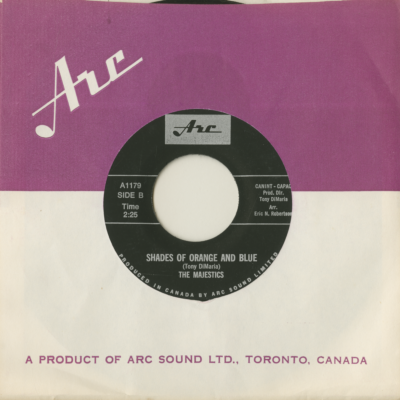 Arc
Arc
A1179
SIDE B
Time
2:25
CANINT - CAPAC
Prod. Dir.
Tony DiMaria
Arr.
Eric N. Robertson
SHADES OF ORANGE AND BLUE
(Tony DiMaria)
THE MAJESTICS
PRODUCED IN CANADA BY ARC SOUND LIMITED
A PRODUCT OF ARC SOUND LTD., TORONTO, CANADA